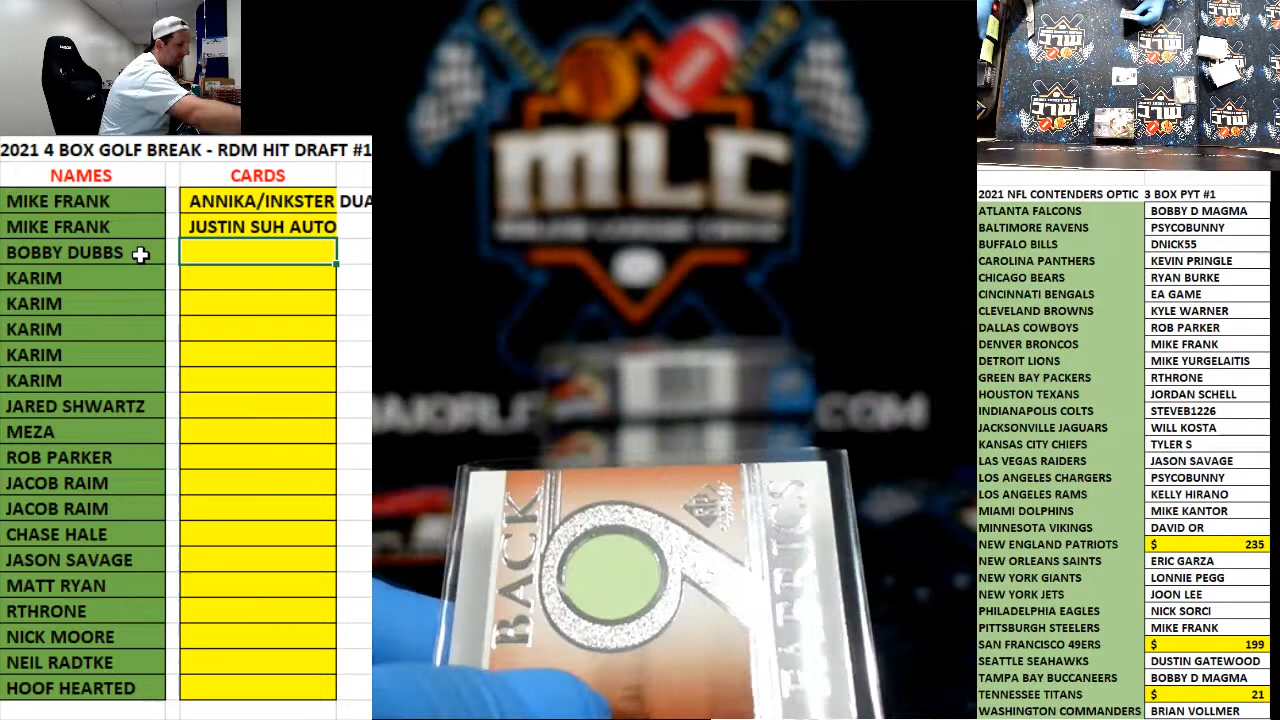 2021 4 BOX GOLF BREAK - RDM HIT DRAFT #1
NAMES CARDS
MIKE FRANK ANNIKA/INKSTER DUA
MIKE FRANK JUSTIN SUH AUTO
BOBBY DUBBS
KARIM
KARIM
KARIM
KARIM
KARIM
JARED SHWARTZ
MEZA
ROB PARKER
JACOB RAIM
JACOB RAIM
CHASE HALE
JASON SAVAGE
MATT RYAN
RTHRONE
NICK MOORE
NEIL RADTKE
HOOF HEARTED
MLC
BACK 9
2021 NFL CONTENDERS OPTIC 3 BOX PYT #1
ATLANTA FALCONS BOBBY D MAGMA
BALTIMORE RAVENS PSYCOBUNNY
BUFFALO BILLS DNICK55
CAROLINA PANTHERS KEVIN PRINGLE
CHICAGO BEARS RYAN BURKE
CINCINNATI BENGALS EA GAME
CLEVELAND BROWNS KYLE WARNER
DALLAS COWBOYS ROB PARKER
DENVER BRONCOS MIKE FRANK
DETROIT LIONS MIKE YURGELAITIS
GREEN BAY PACKERS RTHRONE
HOUSTON TEXANS JORDAN SCHELL
INDIANAPOLIS COLTS STEVEB1226
JACKSONVILLE JAGUARS WILL KOSTA
KANSAS CITY CHIEFS TYLER S
LAS VEGAS RAIDERS JASON SAVAGE
LOS ANGELES CHARGERS PSYCOBUNNY
LOS ANGELES RAMS KELLY HIRANO
MIAMI DOLPHINS MIKE KANTOR
MINNESOTA VIKINGS DAVID OR
NEW ENGLAND PATRIOTS $ 235
NEW ORLEANS SAINTS ERIC GARZA
NEW YORK GIANTS LONNIE PEGG
NEW YORK JETS JOON LEE
PHILADELPHIA EAGLES NICK SORCI
PITTSBURGH STEELERS MIKE FRANK
SAN FRANCISCO 49ERS $ 199
SEATTLE SEAHAWKS DUSTIN GATEWOOD
TAMPA BAY BUCCANEERS BOBBY D MAGMA
TENNESSEE TITANS $ 21
WASHINGTON COMMANDERS BRIAN VOLLMER